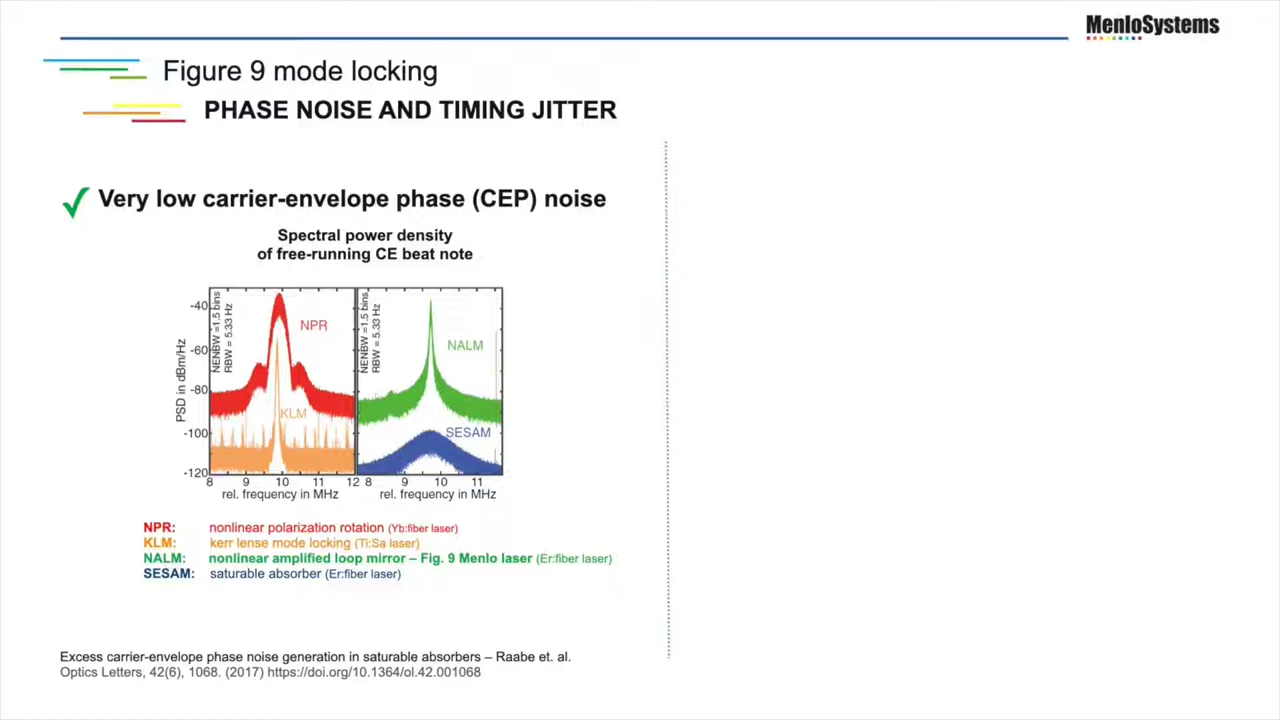 MenloSystems
Figure 9 mode locking
PHASE NOISE AND TIMING JITTER
Very low carrier-envelope phase (CEP) noise
Spectral power density
of free-running CE beat note
PSD in dBm/Hz
-40
-60
-80
-100
-120
NENBW =1.5 bins
RBW = 5.33 Hz
NPR
KLM
8 9 10 11 12
rel. frequency in MHz
NENBW =1.5 bins
RBW = 5.33 Hz
NALM
SESAM
8 9 10 11
rel. frequency in MHz
NPR: nonlinear polarization rotation (Yb:fiber laser)
KLM: kerr lense mode locking (Ti:Sa laser)
NALM: nonlinear amplified loop mirror – Fig. 9 Menlo laser (Er:fiber laser)
SESAM: saturable absorber (Er:fiber laser)
Excess carrier-envelope phase noise generation in saturable absorbers – Raabe et. al.
Optics Letters, 42(6), 1068. (2017) https://doi.org/10.1364/ol.42.001068